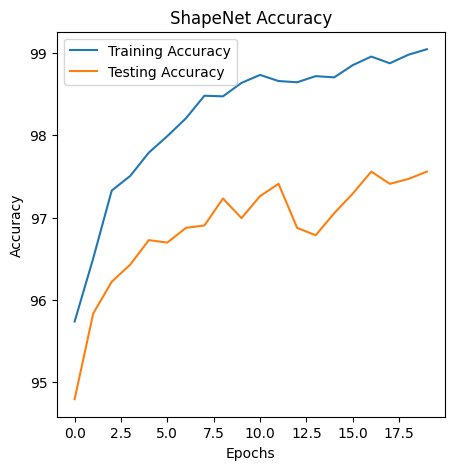 ShapeNet Accuracy
Training Accuracy
Testing Accuracy
99
98
97
96
95
Accuracy
0.0 2.5 5.0 7.5 10.0 12.5 15.0 17.5
Epochs